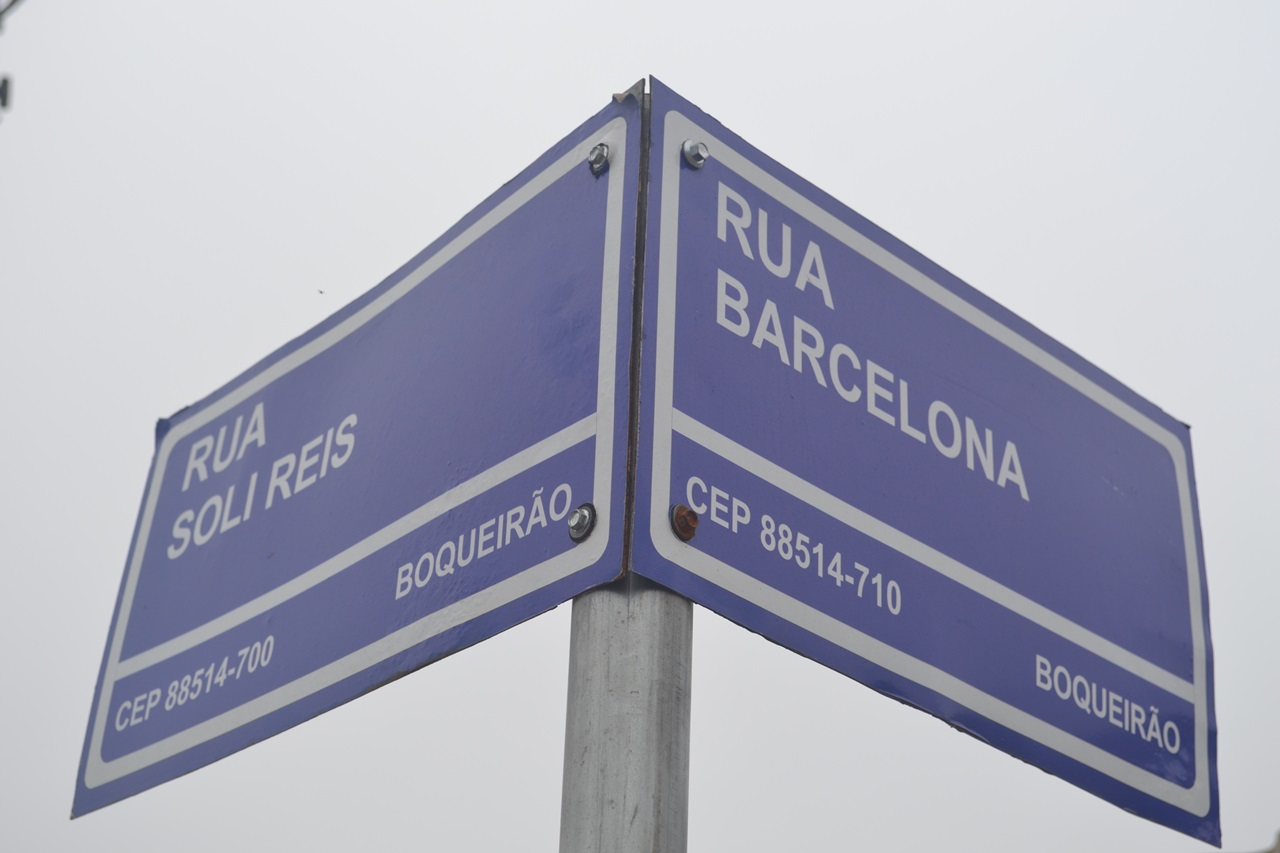 RUA
SOLI REIS
CEP 88514-700 BOQUEIRÃO
RUA
BARCELONA
CEP 88514-710 BOQUEIRÃO